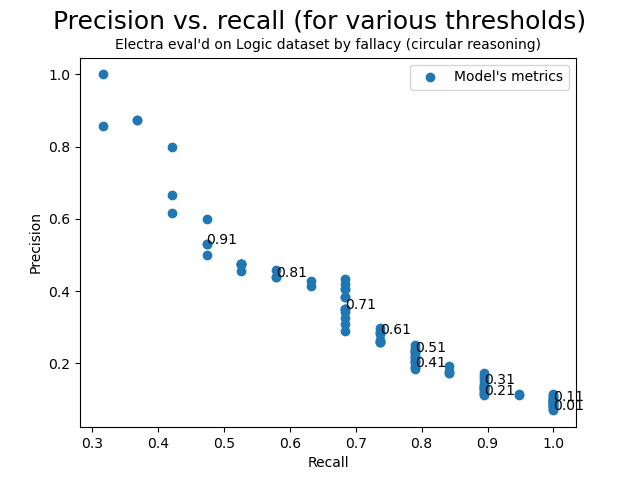 Precision vs. recall (for various thresholds)
Electra eval'd on Logic dataset by fallacy (circular reasoning)
Model's metrics
1.0
0.8
0.6
0.4
0.2
Precision
0.91
0.81
0.71
0.61
0.51
0.41
0.31
0.21
0.11
0.01
0.3 0.4 0.5 0.6 0.7 0.8 0.9 1.0
Recall